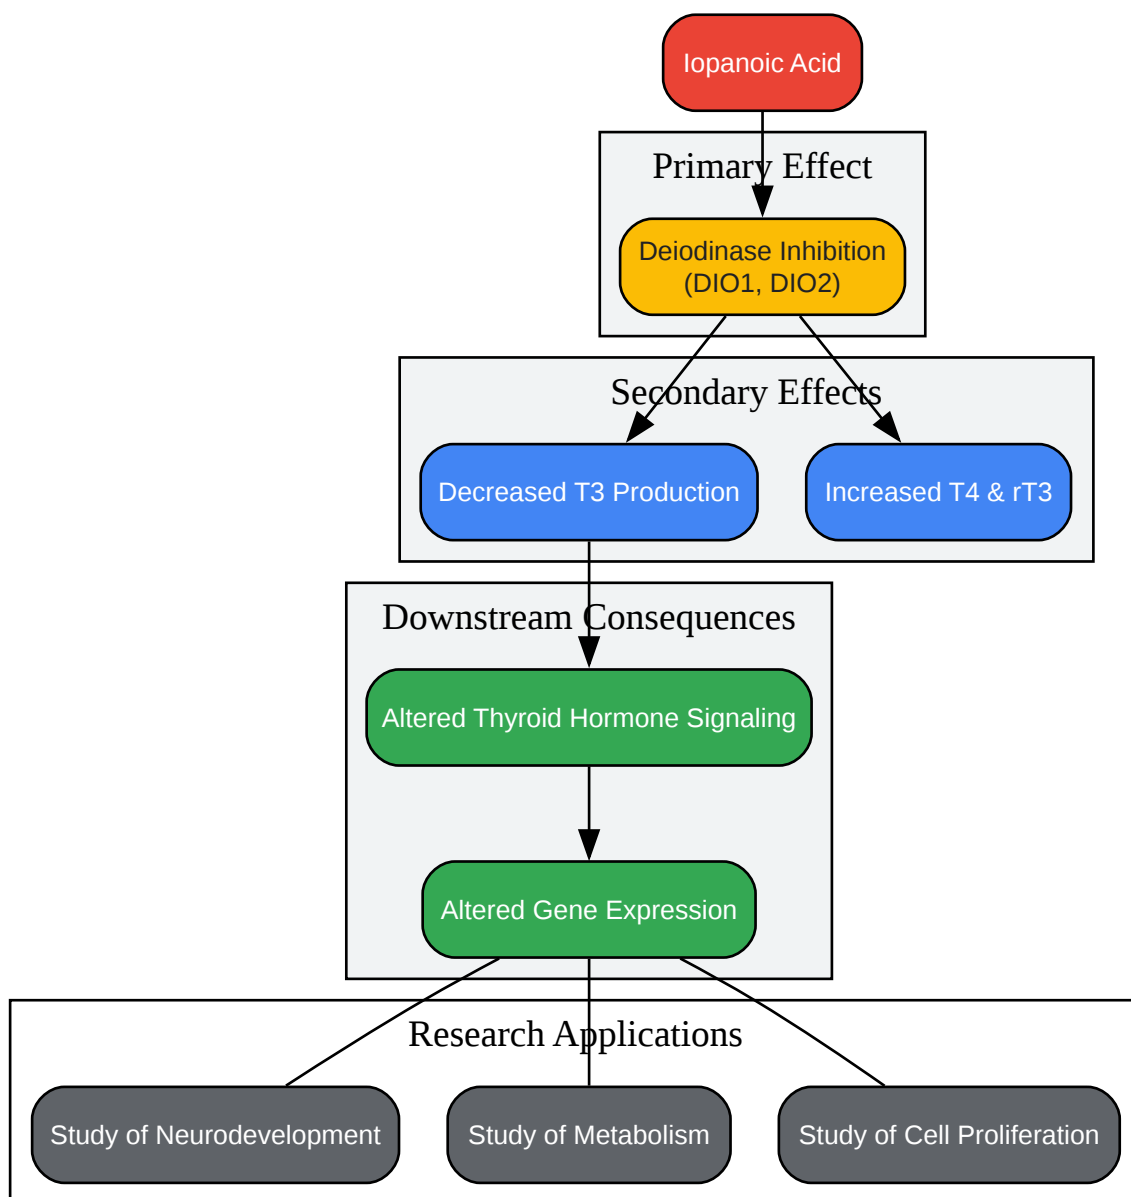 Iopanoic Acid
Primary Effect
Deiodinase Inhibition
(DIO1, DIO2)
Secondary Effects
Decreased T3 Production
Increased T4 & rT3
Downstream Consequences
Altered Thyroid Hormone Signaling
Altered Gene Expression
Research Applications
Study of Neurodevelopment
Study of Metabolism
Study of Cell Proliferation